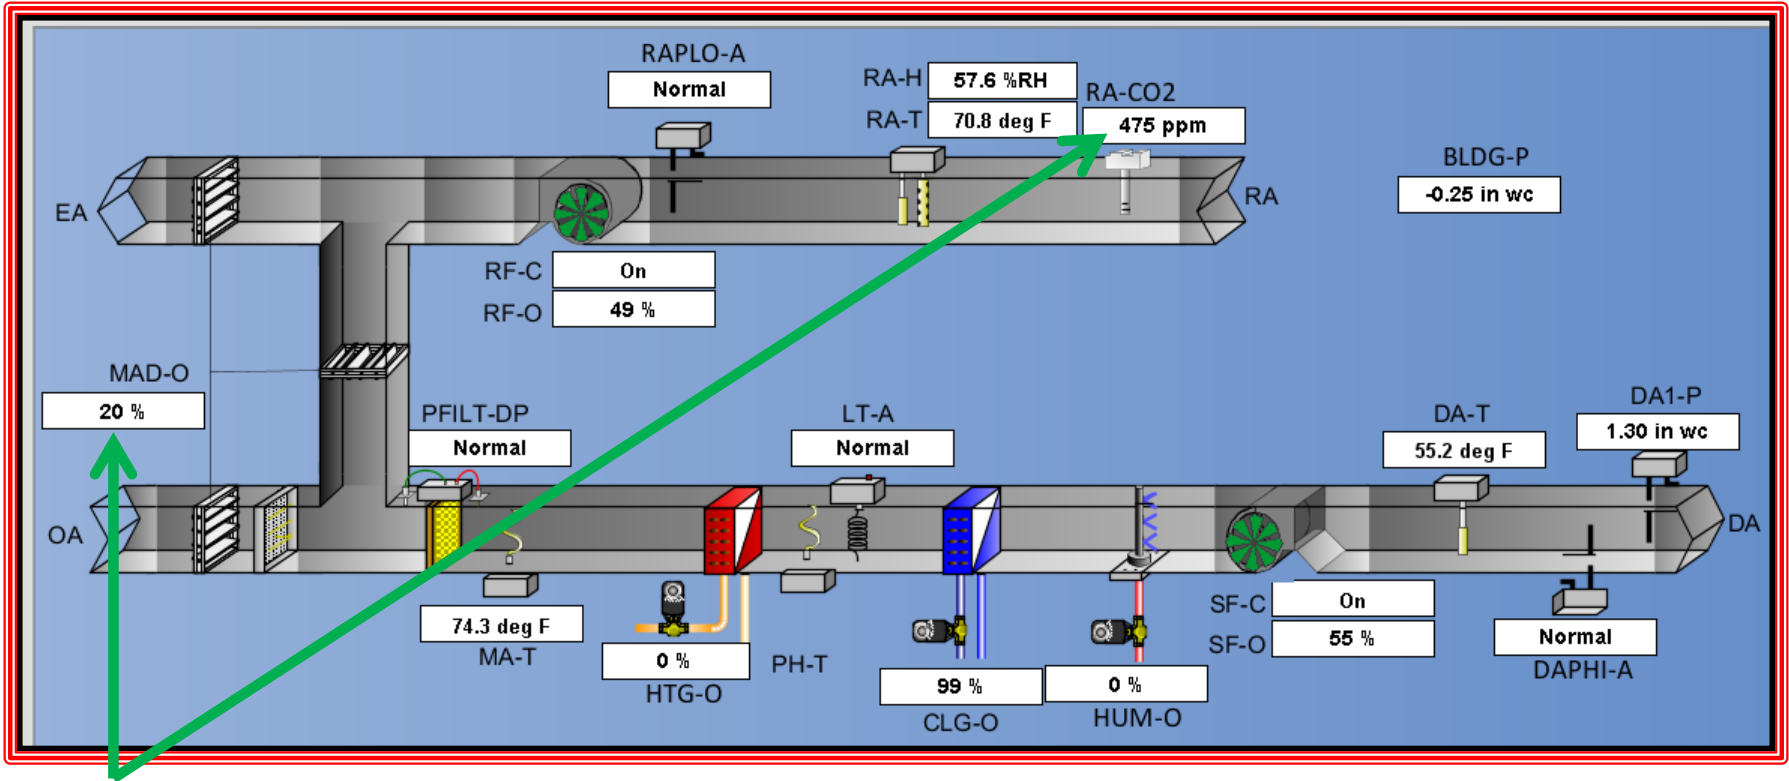 RAPLO-A
Normal
RA-H 57.6 %RH
RA-T 70.8 deg F
RA-CO2
475 ppm
BLDG-P
-0.25 in wc
EA
RA
RF-C On
RF-O 49 %
MAD-O
20 %
PFILT-DP
Normal
LT-A
Normal
DA-T
55.2 deg F
DA1-P
1.30 in wc
OA
DA
74.3 deg F
MA-T
0 %
HTG-O
PH-T
99 %
CLG-O
0 %
HUM-O
SF-C On
SF-O 55 %
Normal
DAPHI-A